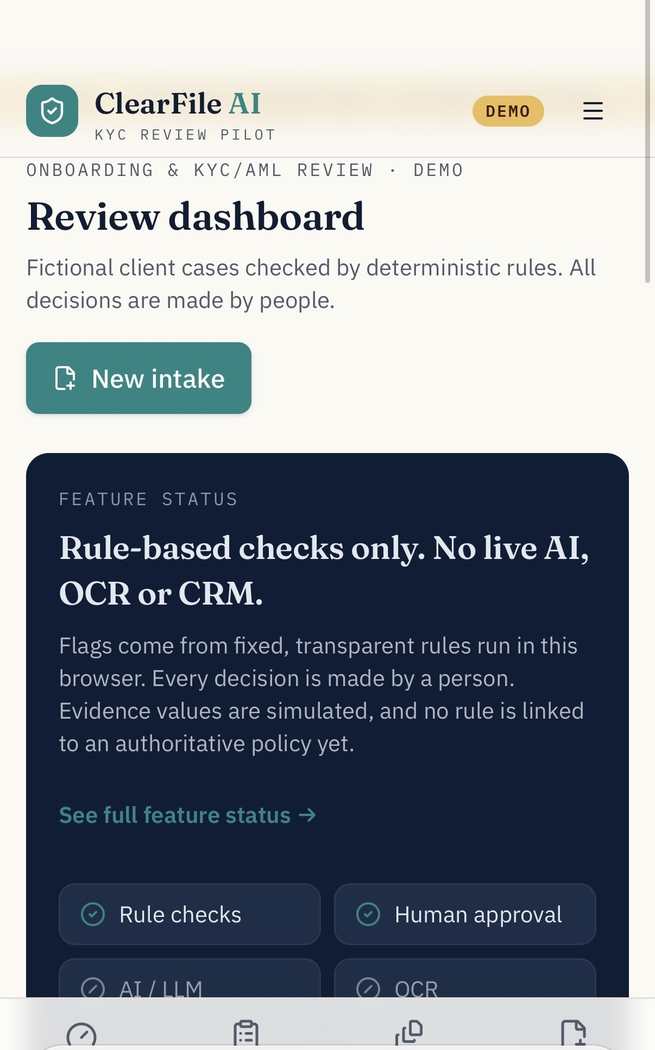 ClearFile AI
KYC REVIEW PILOT
DEMO
ONBOARDING & KYC/AML REVIEW · DEMO
Review dashboard
Fictional client cases checked by deterministic rules. All
decisions are made by people.
New intake
FEATURE STATUS
Rule-based checks only. No live AI,
OCR or CRM.
Flags come from fixed, transparent rules run in this
browser. Every decision is made by a person.
Evidence values are simulated, and no rule is linked
to an authoritative policy yet.
See full feature status →
Rule checks
Human approval
AI / LLM
OCR